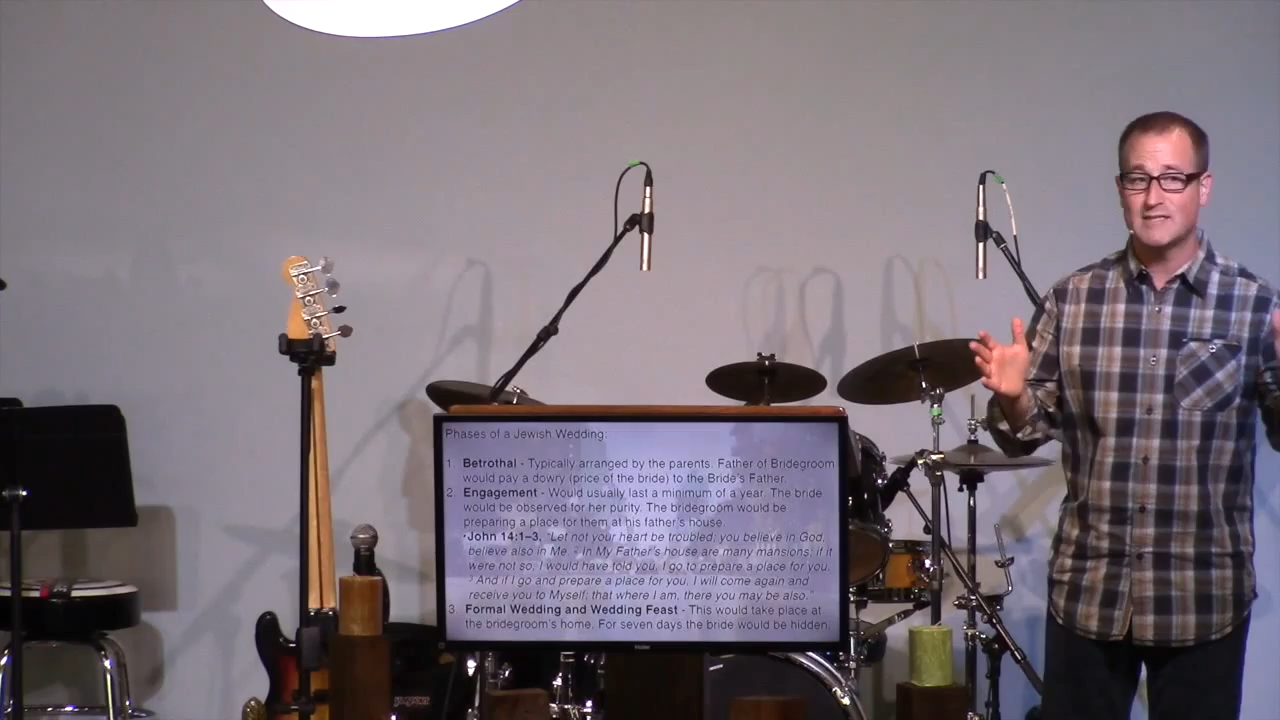 Phases of a Jewish Wedding:
1. Betrothal - Typically arranged by the parents. Father of Bridegroom
would pay a dowry (price of the bride) to the Bride's Father.
2. Engagement - Would usually last a minimum of a year. The bride
would be observed for her purity. The bridegroom would be
preparing a place for them at his father's house.
•John 14:1–3, "Let not your heart be troubled; you believe in God,
believe also in Me. 2 In My Father's house are many mansions; if it
were not so, I would have told you. I go to prepare a place for you.
3 And if I go and prepare a place for you, I will come again and
receive you to Myself; that where I am, there you may be also."
3. Formal Wedding and Wedding Feast - This would take place at
the bridegroom's home. For seven days the bride would be hidden.